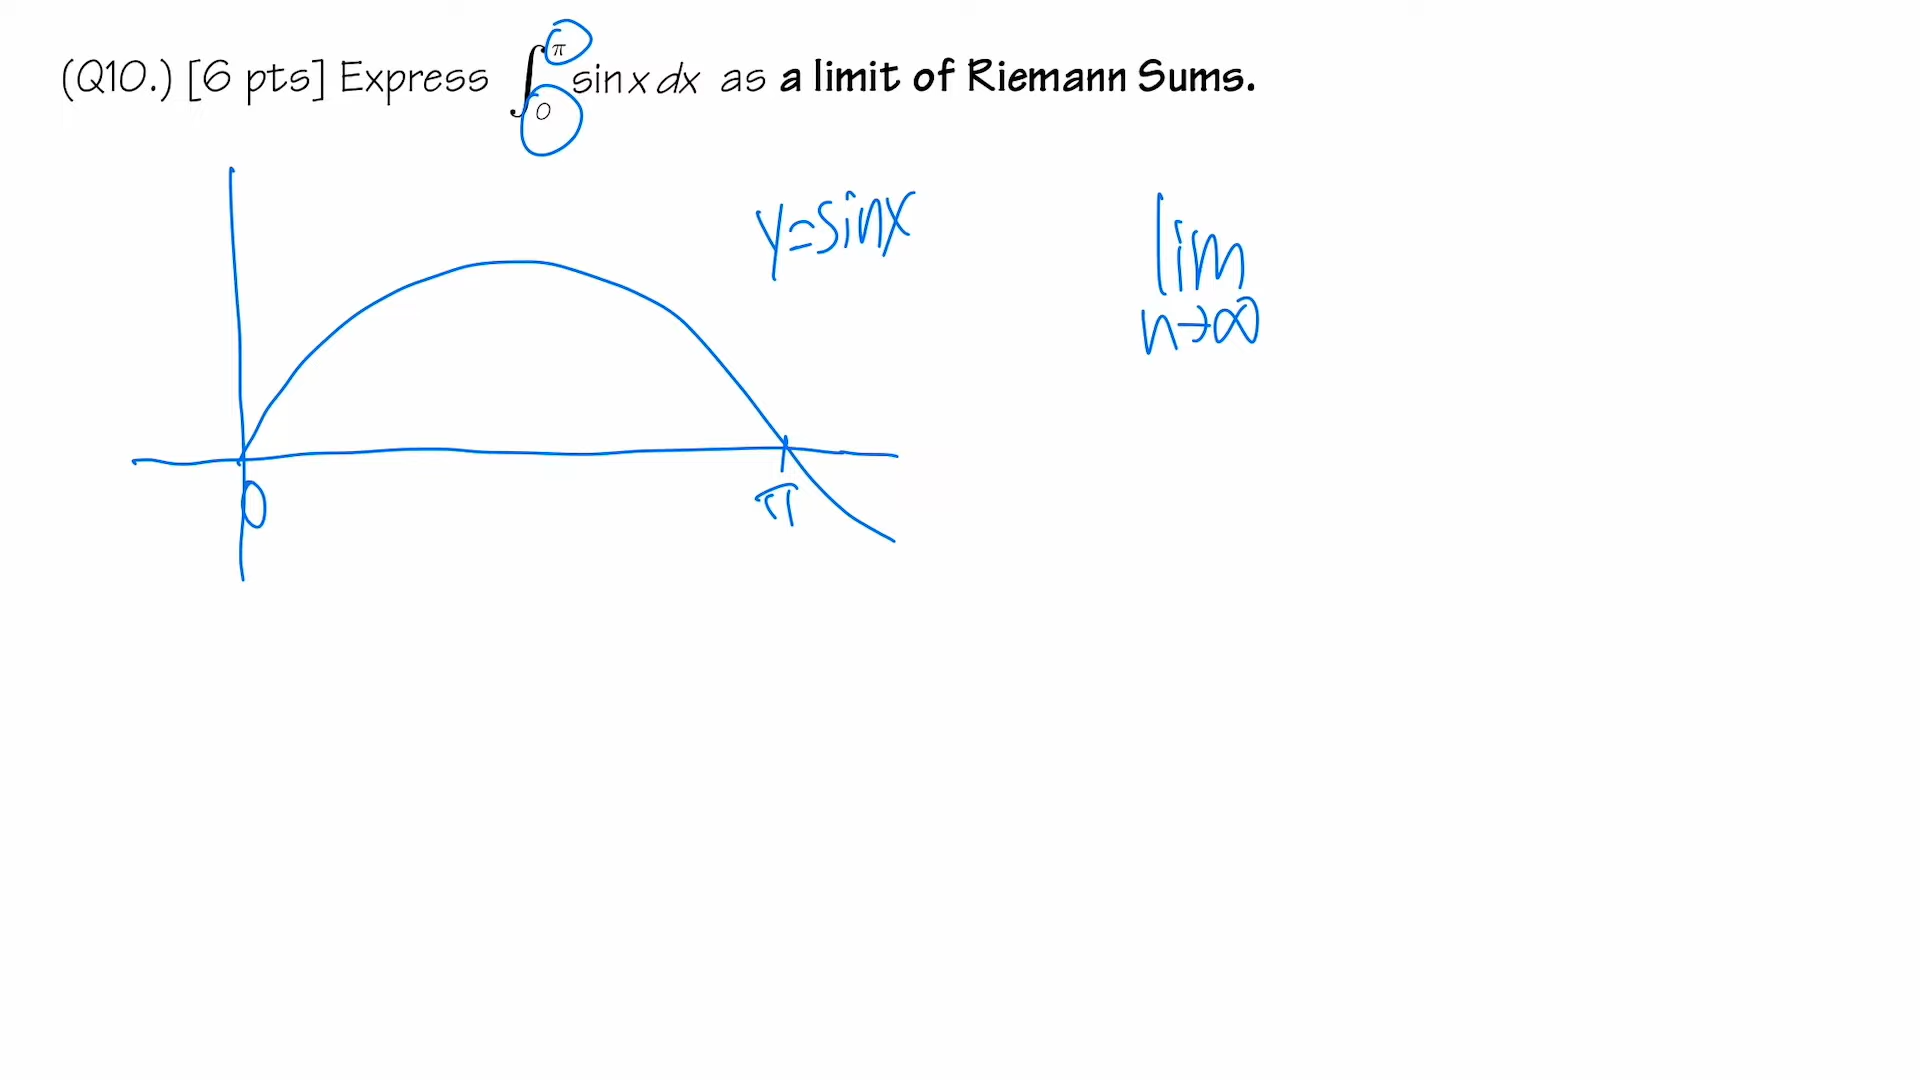 (Q10.) [6 pts] Express ∫₀^π sin x dx as a limit of Riemann Sums.
y=sinx
lim
n→∞
0
π